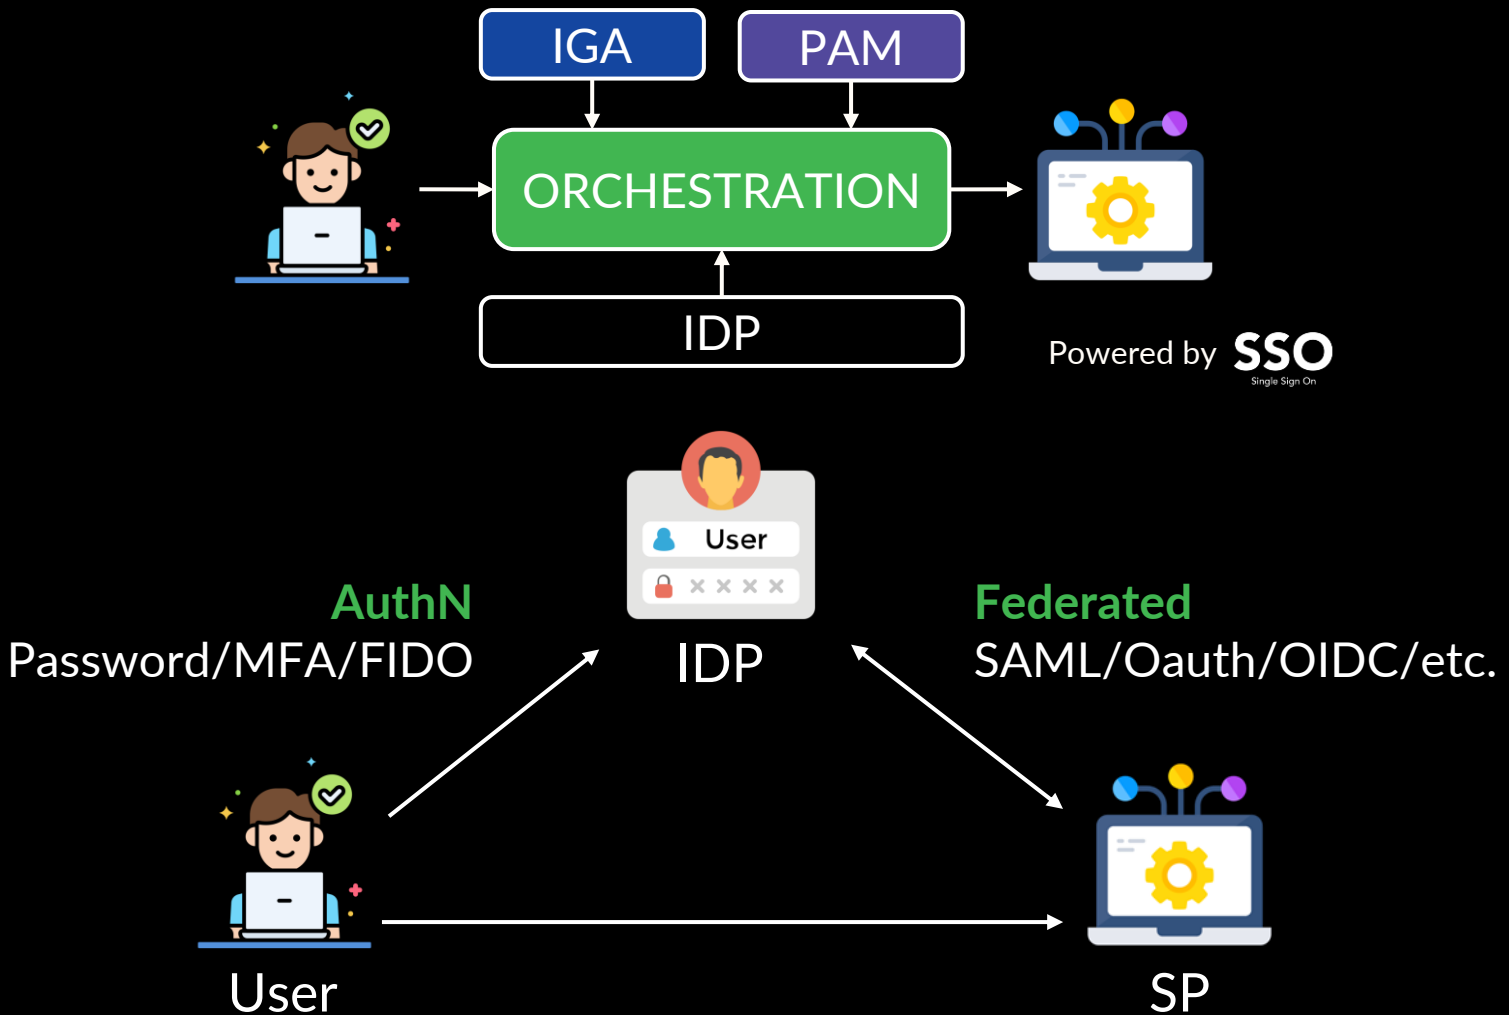 IGA
PAM
ORCHESTRATION
IDP
Powered by SSO
Single Sign On
User
AuthN
Password/MFA/FIDO
IDP
Federated
SAML/Oauth/OIDC/etc.
User
SP